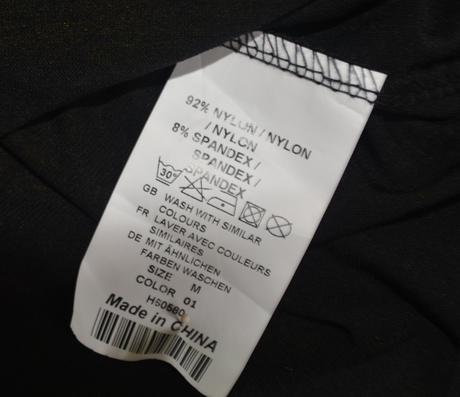 92% NYLON / NYLON
/ NYLON
8% SPANDEX /
SPANDEX /
SPANDEX
30°
GB WASH WITH SIMILAR
COLOURS
FR LAVER AVEC COULEURS
SIMILAIRES
DE MIT ÄHNLICHEN
FARBEN WASCHEN
SIZE M
COLOR 01
H60580
Made in CHINA